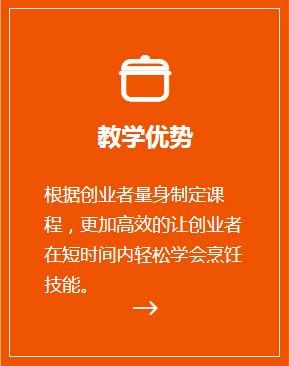 教学优势
根据创业者量身制定课
程，更加高效的让创业者
在短时间内轻松学会烹饪
技能。